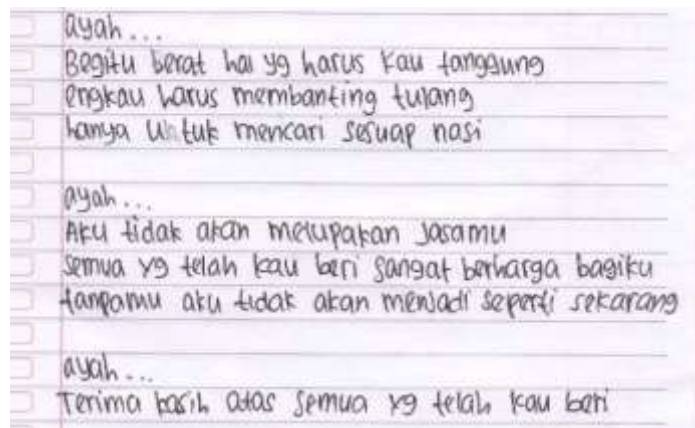 ayah...
Begitu berat hal yg harus kau tanggung
engkau harus membanting tulang
hanya untuk mencari sesuap nasi
ayah...
Aku tidak akan melupakan jasamu
semua yg telah kau beri sangat berharga bagiku
tanpamu aku tidak akan menjadi seperti sekarang
ayah...
Terima kasih atas semua yg telah kau beri